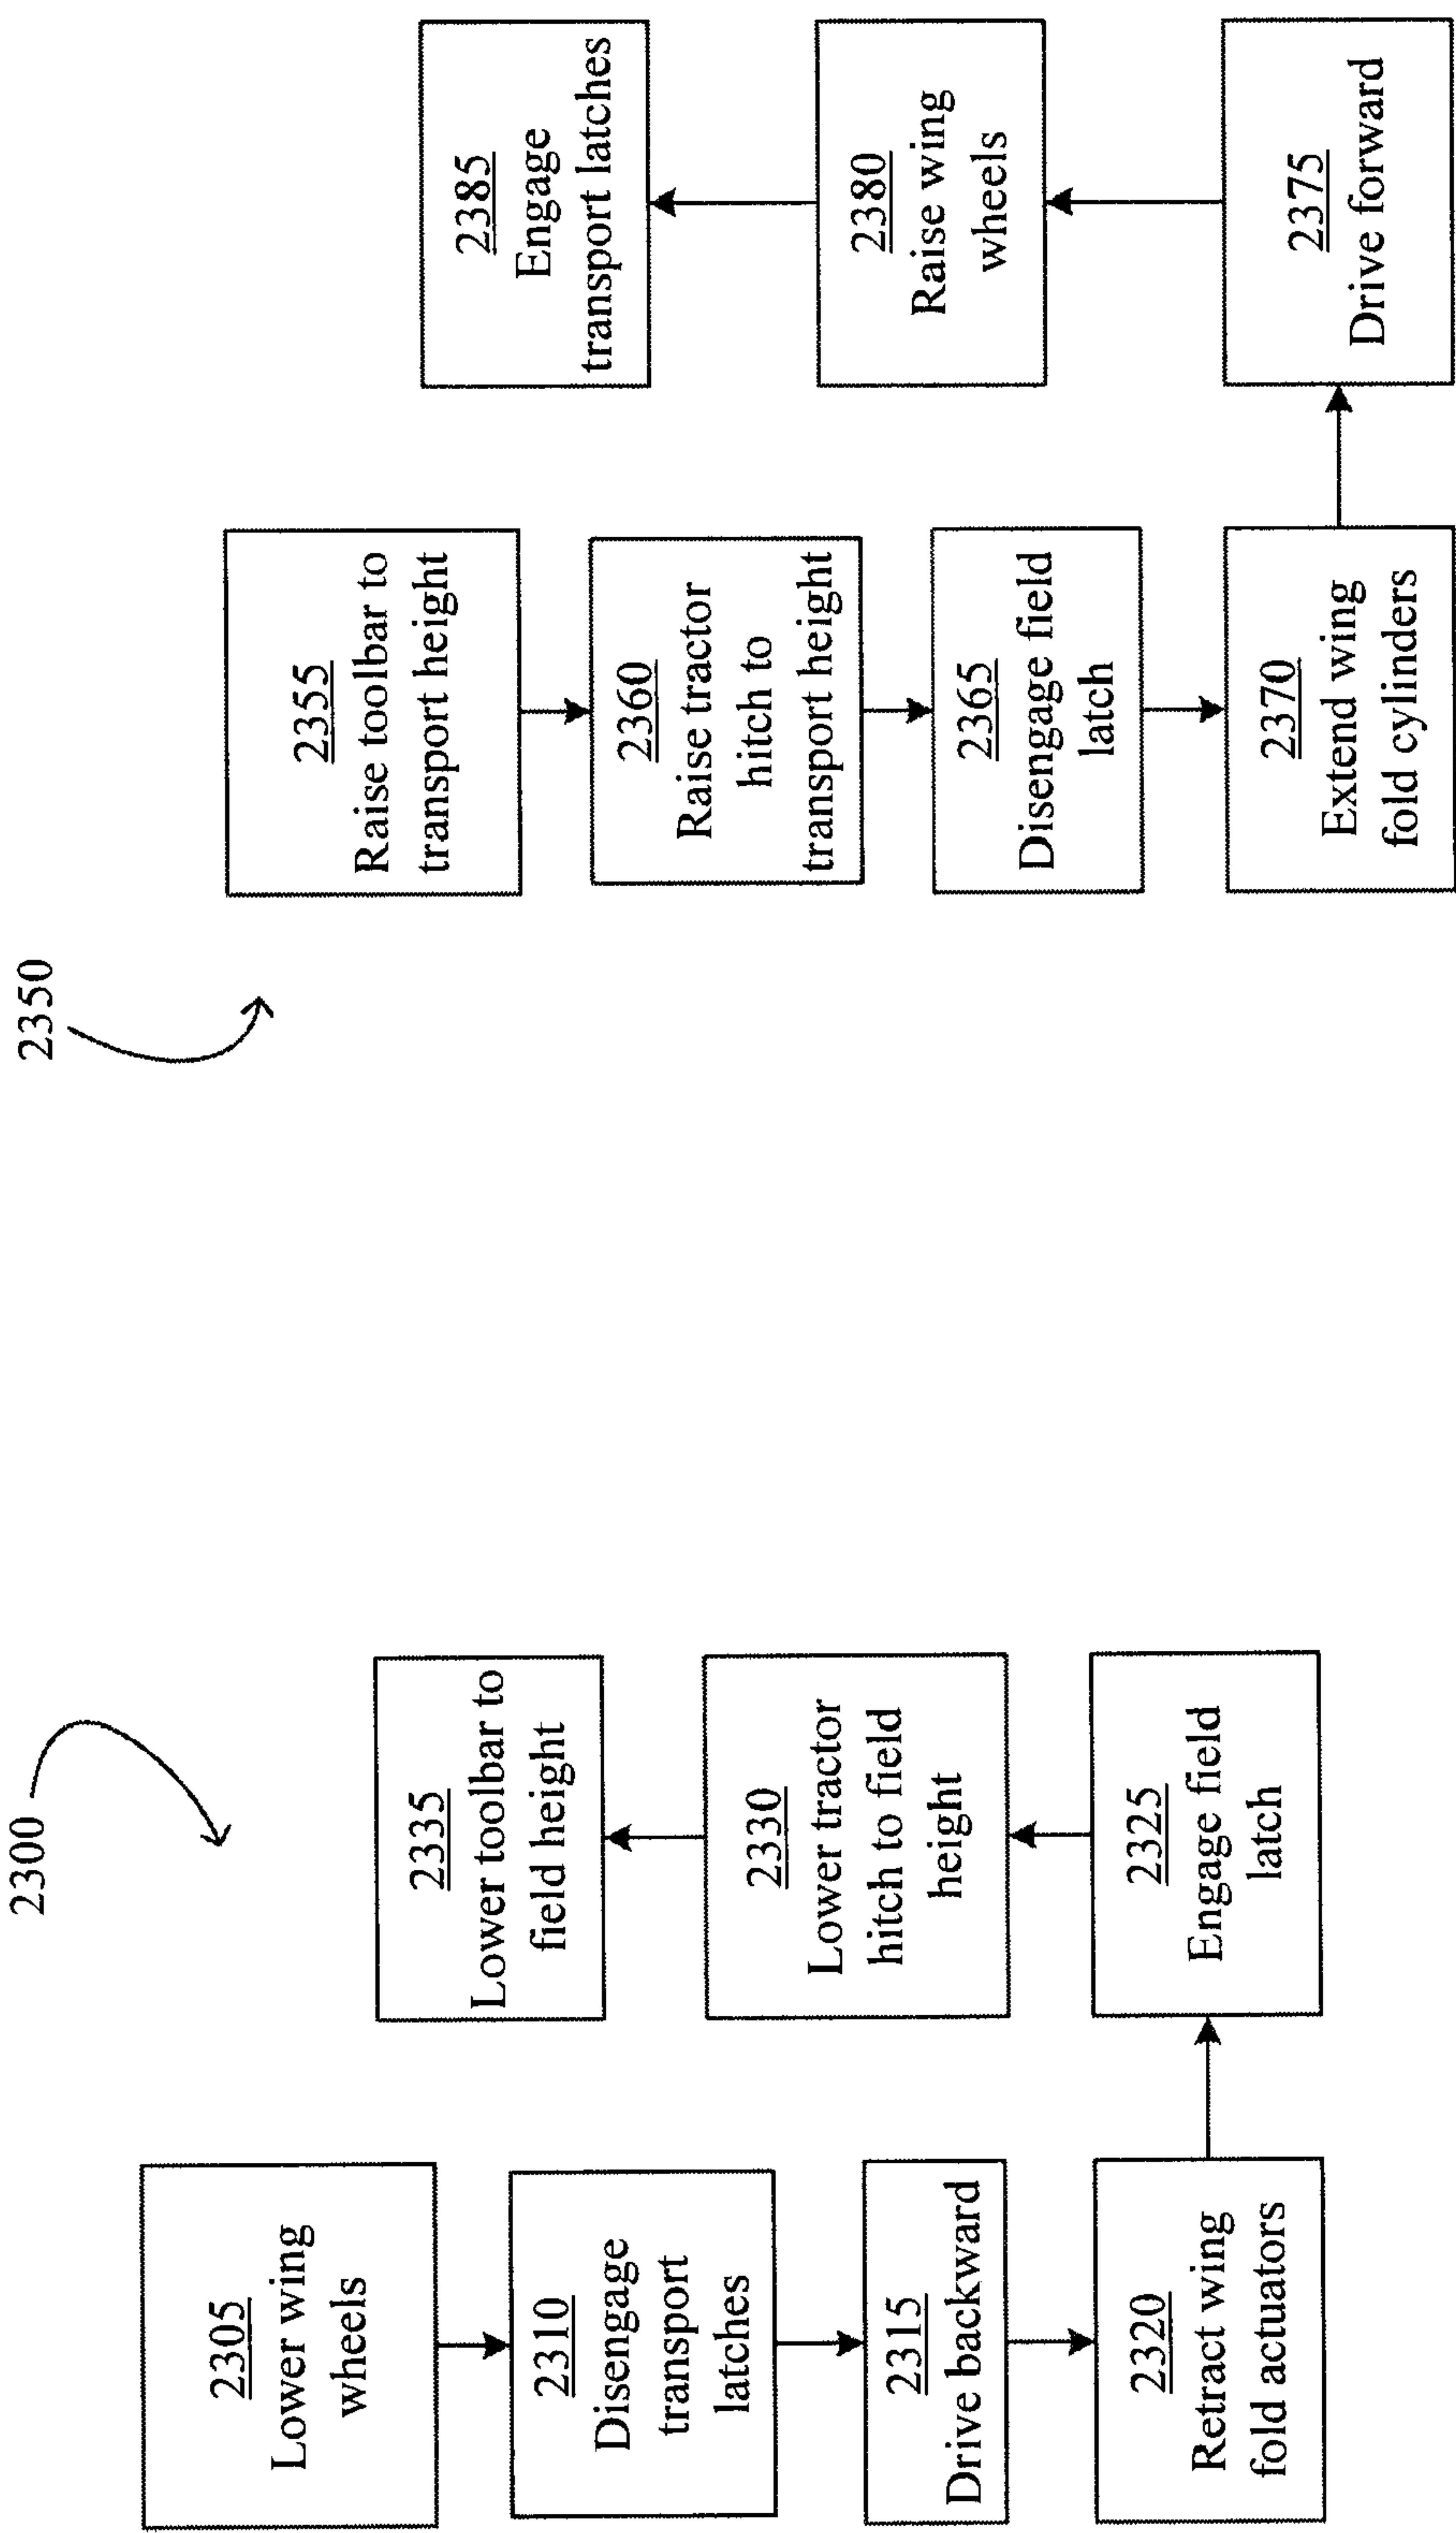 2300
2305
Lower wing
wheels
2310
Disengage
transport
latches
2315
Drive backward
2320
Retract wing
fold actuators
2325
Engage field
latch
2330
Lower tractor
hitch to field
height
2335
Lower toolbar to
field height
2350
2355
Raise toolbar to
transport height
2360
Raise tractor
hitch to
transport height
2365
Disengage field
latch
2370
Extend wing
fold cylinders
2375
Drive forward
2380
Raise wing
wheels
2385
Engage
transport latches